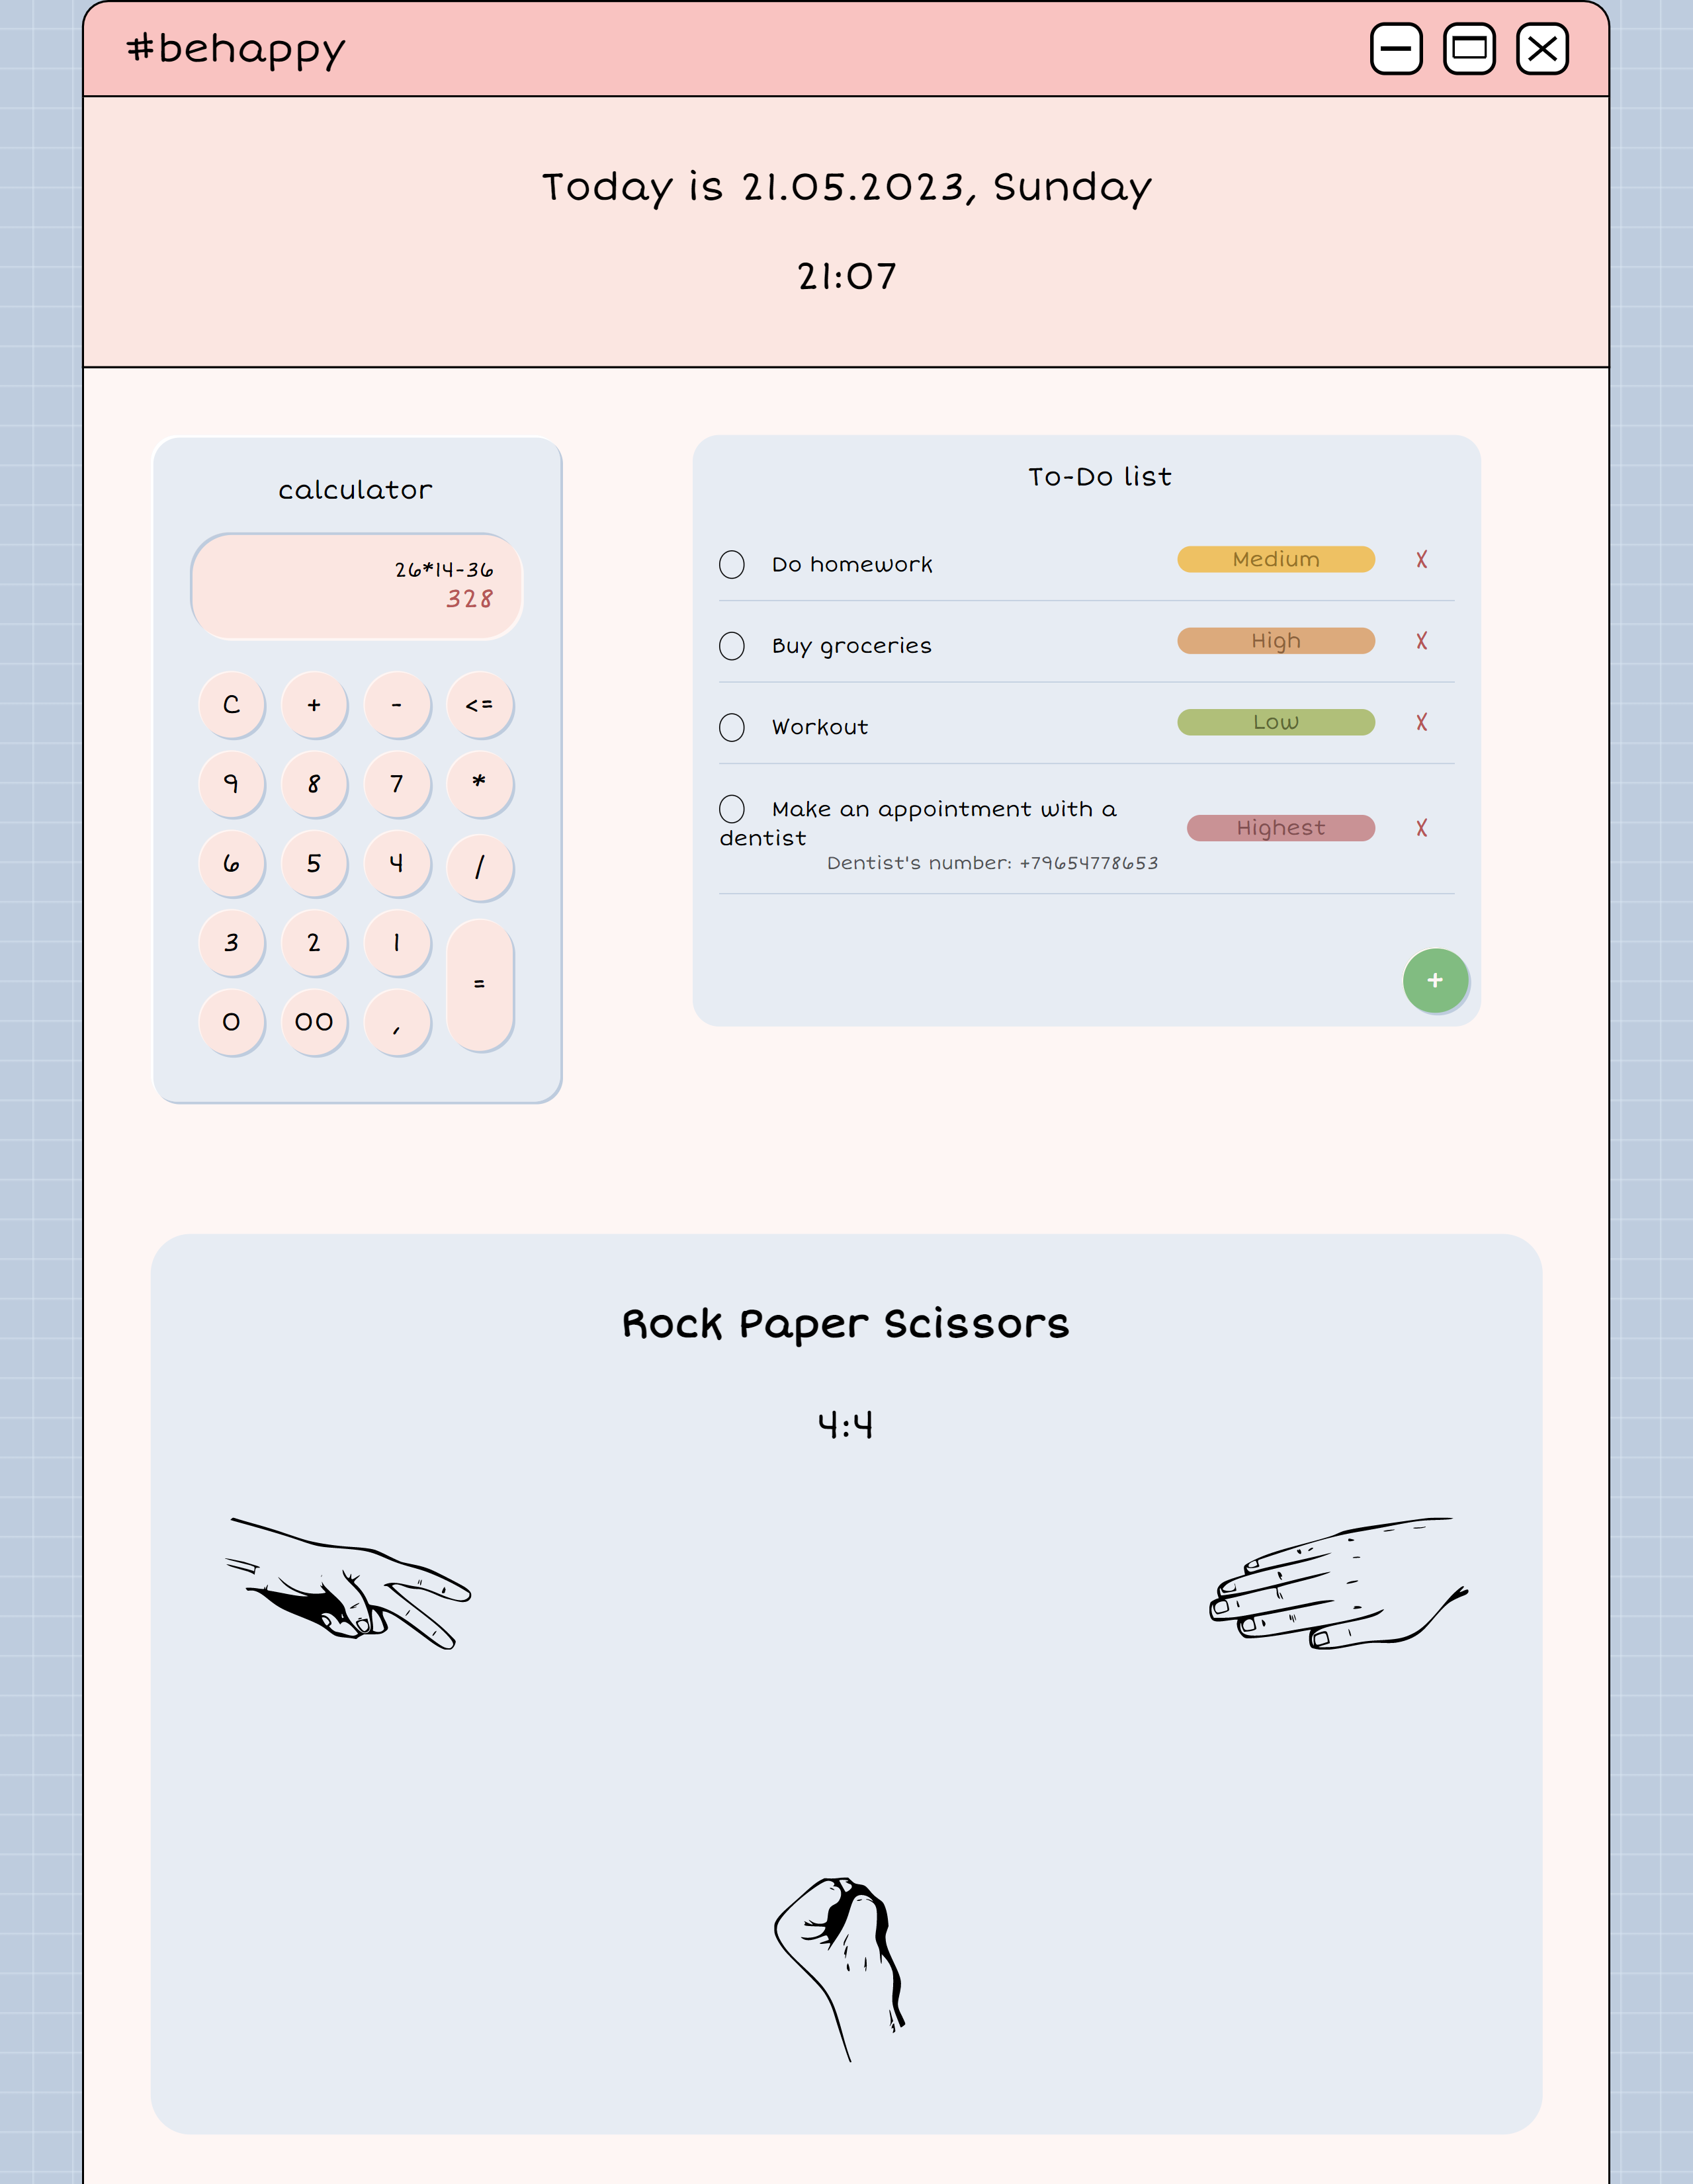 #behappy
Today is 21.05.2023, Sunday
21:07
calculator
26*14-36
328
C + - <=
9 8 7 *
6 5 4 /
3 2 1
=
0 00 ,
To-Do list
Do homework Medium X
Buy groceries High X
Workout Low X
Make an appointment with a
dentist
Highest X
Dentist's number: +79654778653
+
Rock Paper Scissors
4:4